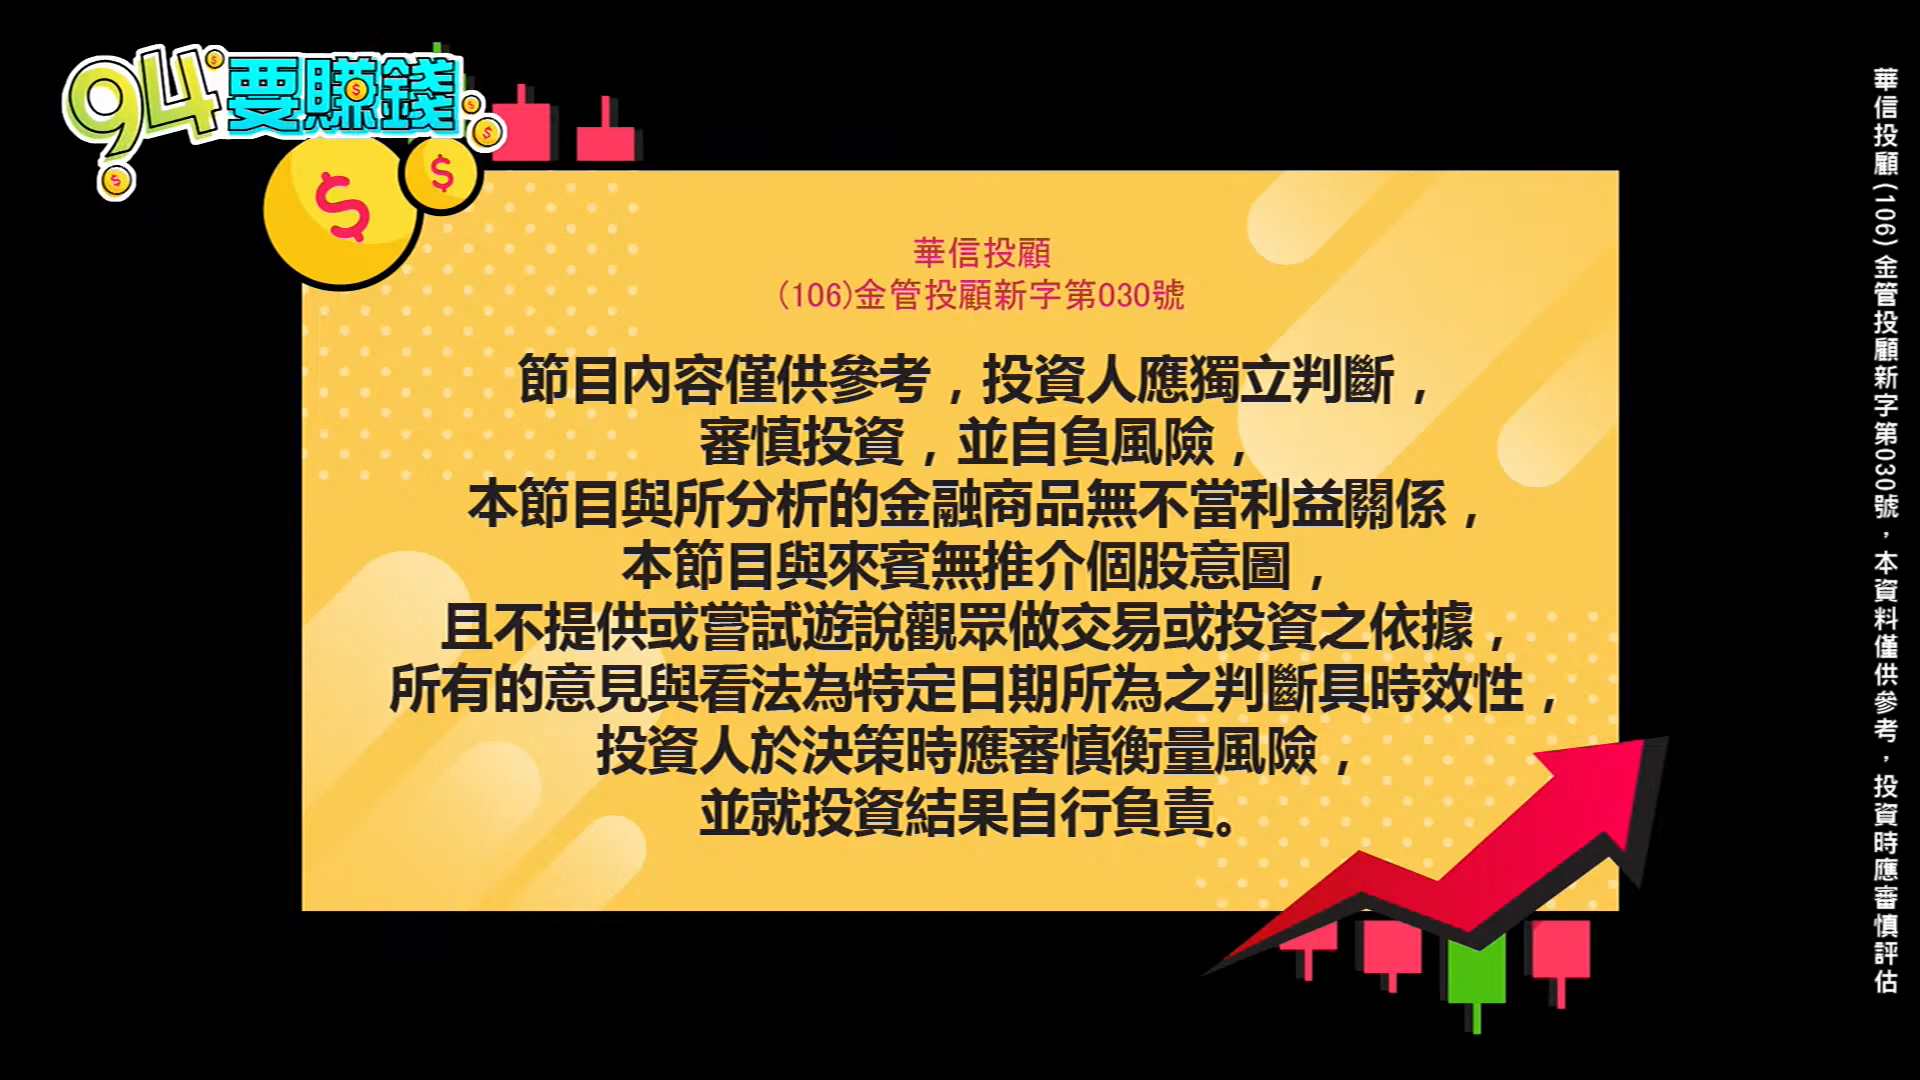 94要賺錢
華信投顧
(106)金管投顧新字第030號
節目內容僅供參考，投資人應獨立判斷，
審慎投資，並自負風險，
本節目與所分析的金融商品無不當利益關係，
本節目與來賓無推介個股意圖，
且不提供或嘗試遊說觀眾做交易或投資之依據，
所有的意見與看法為特定日期所為之判斷具時效性，
投資人於決策時應審慎衡量風險，
並就投資結果自行負責。
華信投顧(106)金管投顧新字第030號，本資料僅供參考，投資時應審慎評估